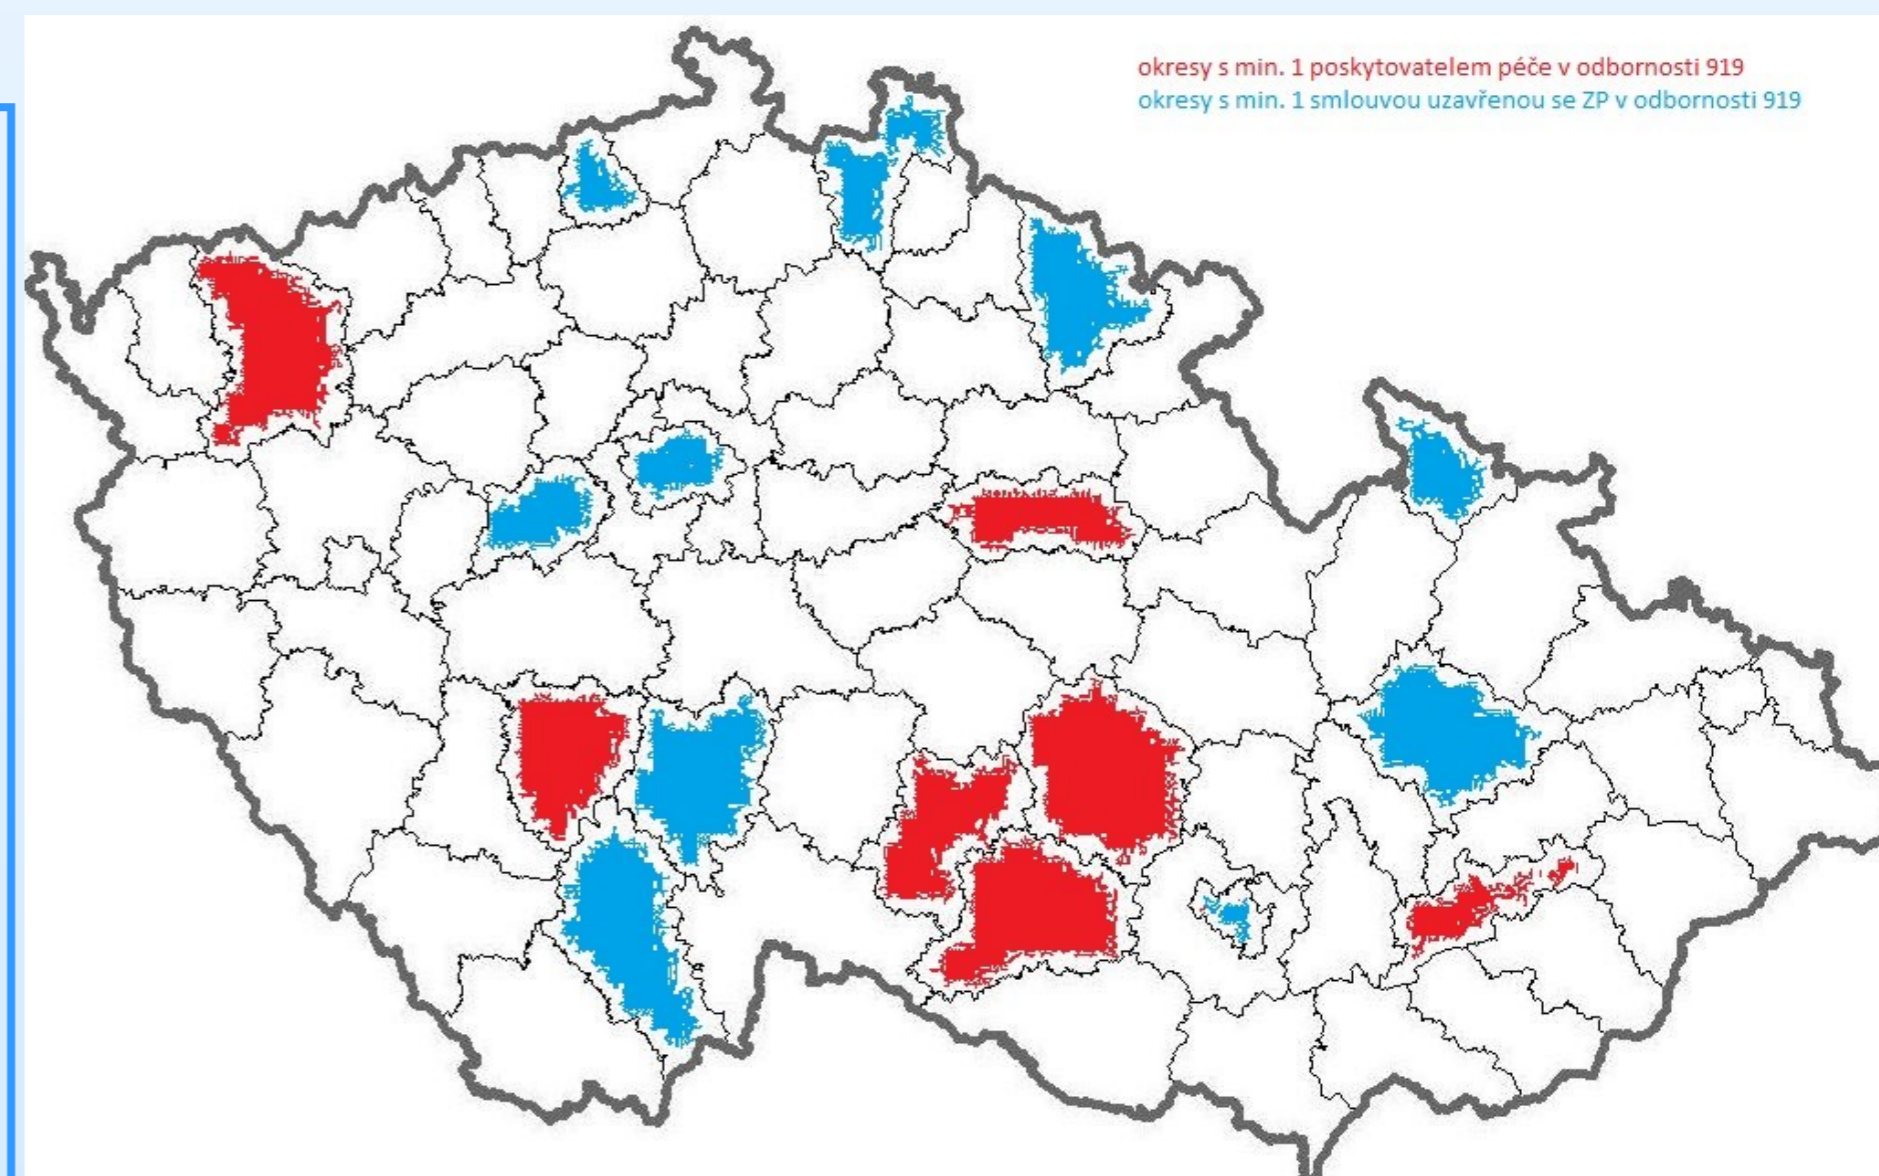 okresy s min. 1 poskytovatelem péče v odbornosti 919
okresy s min. 1 smlouvou uzavřenou se ZP v odbornosti 919